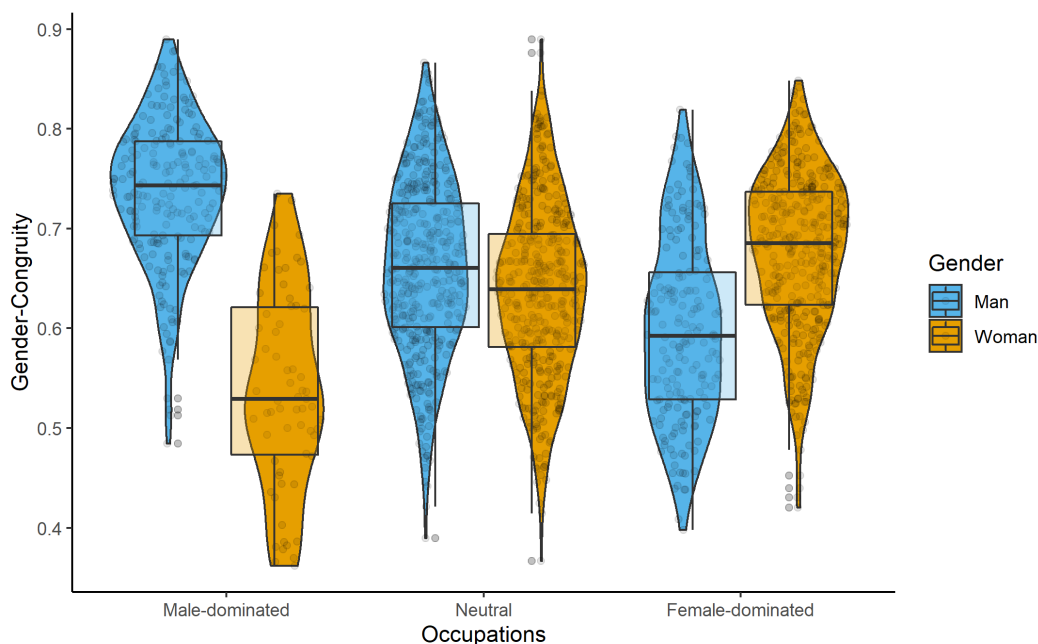 0.9
0.8
0.7
0.6
0.5
0.4
Gender-Congruity
Male-dominated
Neutral
Female-dominated
Occupations
Gender
Man
Woman